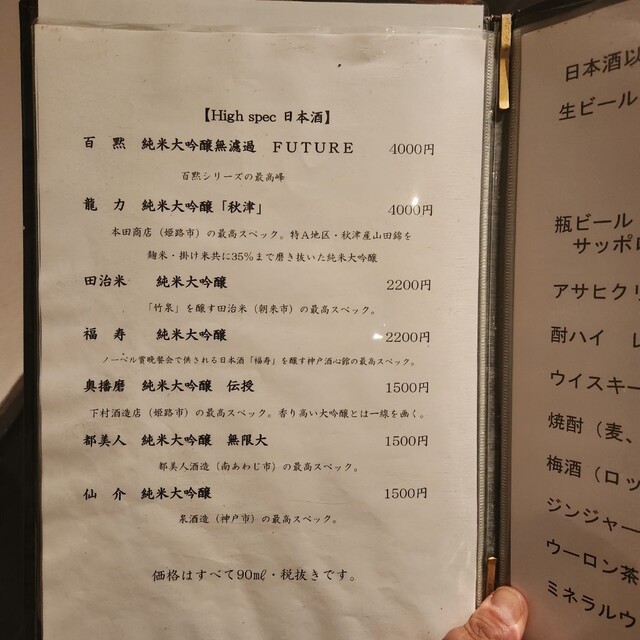 【High spec 日本酒】
百　黙　純米大吟醸無濾過　ＦＵＴＵＲＥ　4000円
百黙シリーズの最高峰
龍　力　純米大吟醸「秋津」　4000円
本田商店（姫路市）の最高スペック。特A地区・秋津産山田錦を
麹米・掛け米共に35％まで磨き抜いた純米大吟醸
田治米　純米大吟醸　2200円
「竹泉」を醸す田治米（朝来市）の最高スペック。
福　寿　純米大吟醸　2200円
ノーベル賞晩餐会で供される日本酒「福寿」を醸す神戸酒心館の最高スペック。
奥播磨　純米大吟醸　伝授　1500円
下村酒造店（姫路市）の最高スペック。香り高い大吟醸とは一線を画く。
都美人　純米大吟醸　無限大　1500円
都美人酒造（南あわじ市）の最高スペック。
仙　介　純米大吟醸　1500円
泉酒造（神戸市）の最高スペック。
価格はすべて90㎖・税抜きです。
日本酒以
生ビール
瓶ビール
サッポロ
アサヒクリ
酎ハイ　レ
ウイスキー
焼酎（麦、
梅酒（ロッ
ジンジャー
ウーロン茶
ミネラルウ